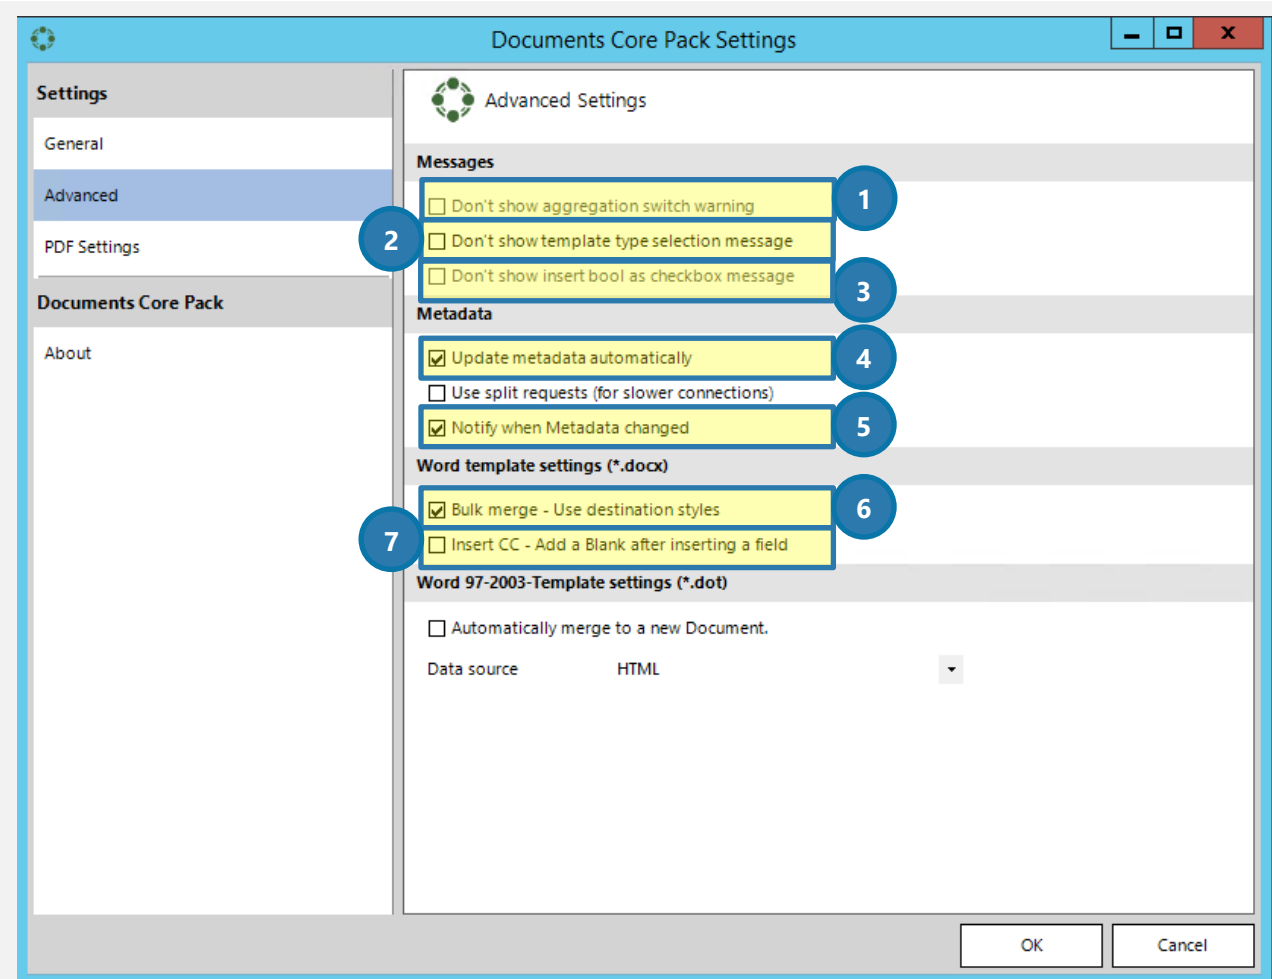 Documents Core Pack Settings
x
Settings
General
Advanced
PDF Settings
Documents Core Pack
About
Advanced Settings
Messages
Don't show aggregation switch warning
1
2
Don't show template type selection message
Don't show insert bool as checkbox message
3
Metadata
Update metadata automatically
4
Use split requests (for slower connections)
Notify when Metadata changed
5
Word template settings (*.docx)
Bulk merge - Use destination styles
6
7
Insert CC - Add a Blank after inserting a field
Word 97-2003-Template settings (*.dot)
Automatically merge to a new Document.
Data source HTML
OK Cancel